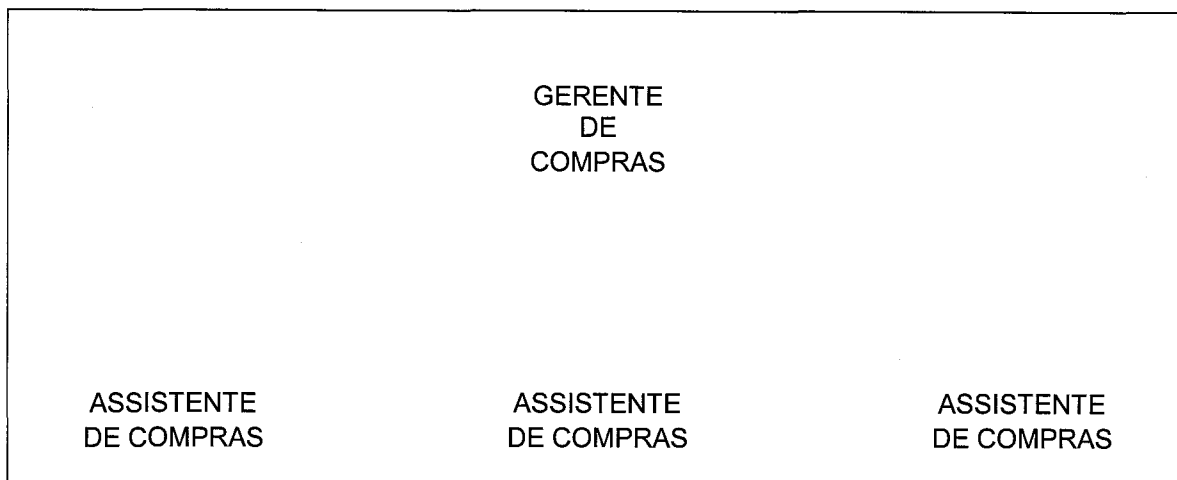 GERENTE
DE
COMPRAS
ASSISTENTE
DE COMPRAS
ASSISTENTE
DE COMPRAS
ASSISTENTE
DE COMPRAS